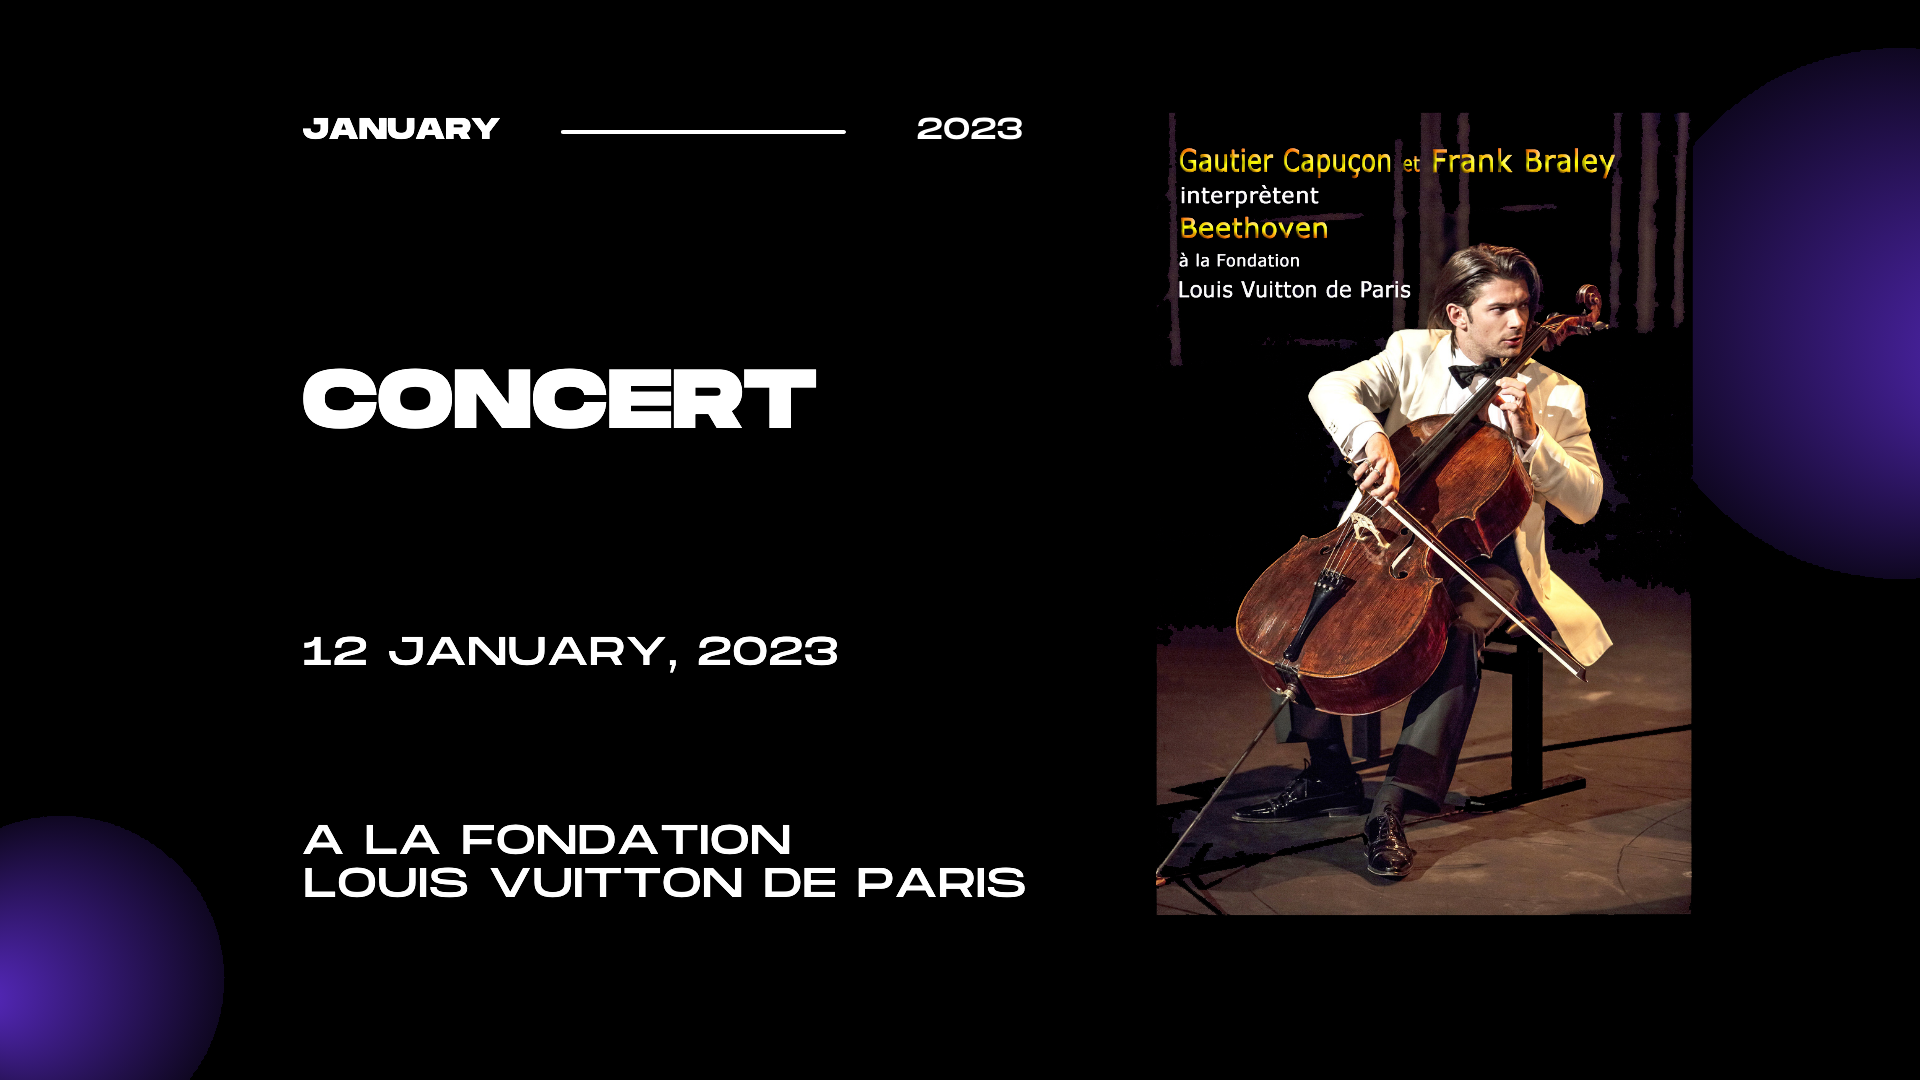 JANUARY 2023
CONCERT
12 JANUARY, 2023
A LA FONDATION
LOUIS VUITTON DE PARIS
Gautier Capuçon et Frank Braley
interprètent
Beethoven
à la Fondation
Louis Vuitton de Paris